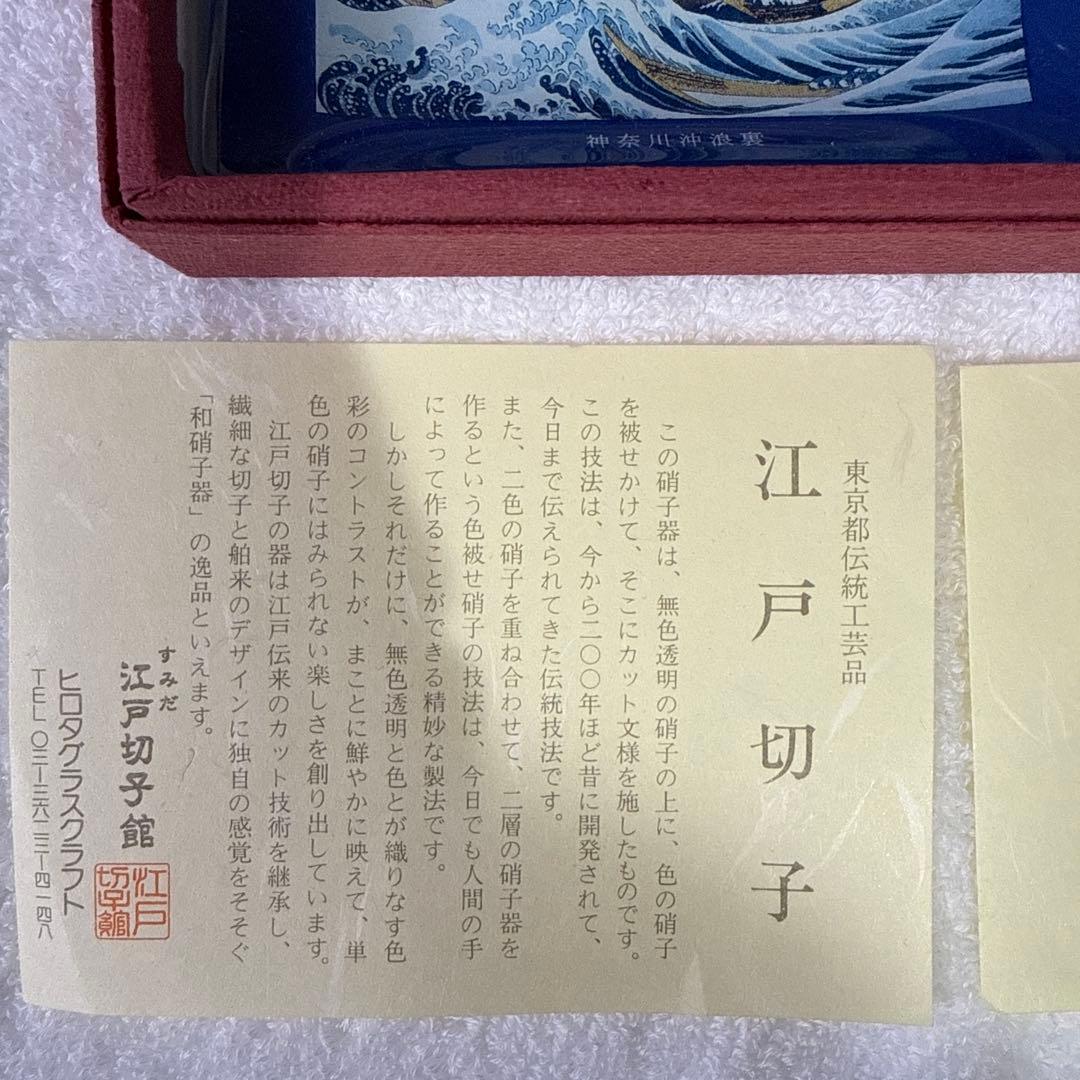 神奈川沖浪裏
東京都伝統工芸品
江戸切子
この硝子器は、無色透明の硝子の上に、色の硝子
を被せかけて、そこにカット文様を施したものです。
この技法は、今から二〇〇年ほど昔に開発されて、
今日まで伝えられてきた伝統技法です。
また、二色の硝子を重ね合わせて、二層の硝子器を
作るという色被せ硝子の技法は、今日でも人間の手
によって作ることができる精妙な製法です。
しかしそれだけに、無色透明と色とが織りなす色
彩のコントラストが、まことに鮮やかに映えて、単
色の硝子にはみられない楽しさを創り出しています。
江戸切子の器は江戸伝来のカット技術を継承し、
繊細な切子と舶来のデザインに独自の感覚をそそぐ
「和硝子器」の逸品といえます。
すみだ
江戸切子館
江戸
切子館
ヒロタグラスクラフト
TEL〇三ー三六二三ー四一四八